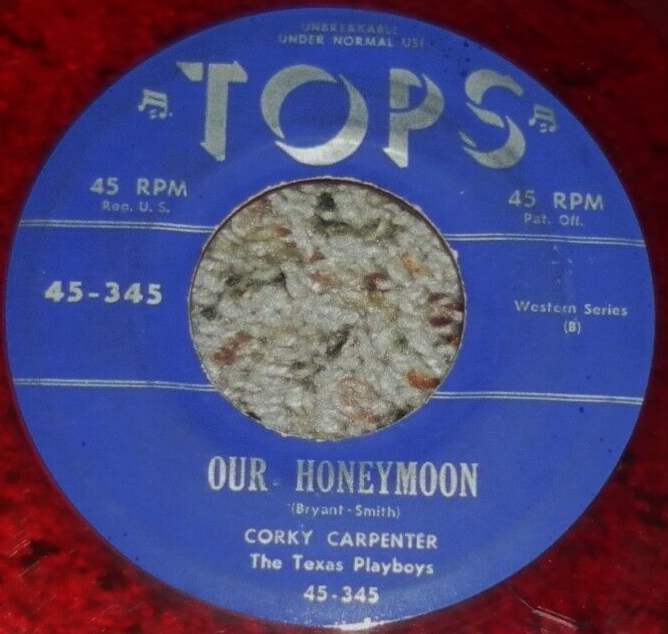 UNBREAKABLE
UNDER NORMAL USE
TOPS
45 RPM
Reg. U. S.
45 RPM
Pat. Off.
45-345
Western Series
(B)
OUR HONEYMOON
(Bryant-Smith)
CORKY CARPENTER
The Texas Playboys
45-345